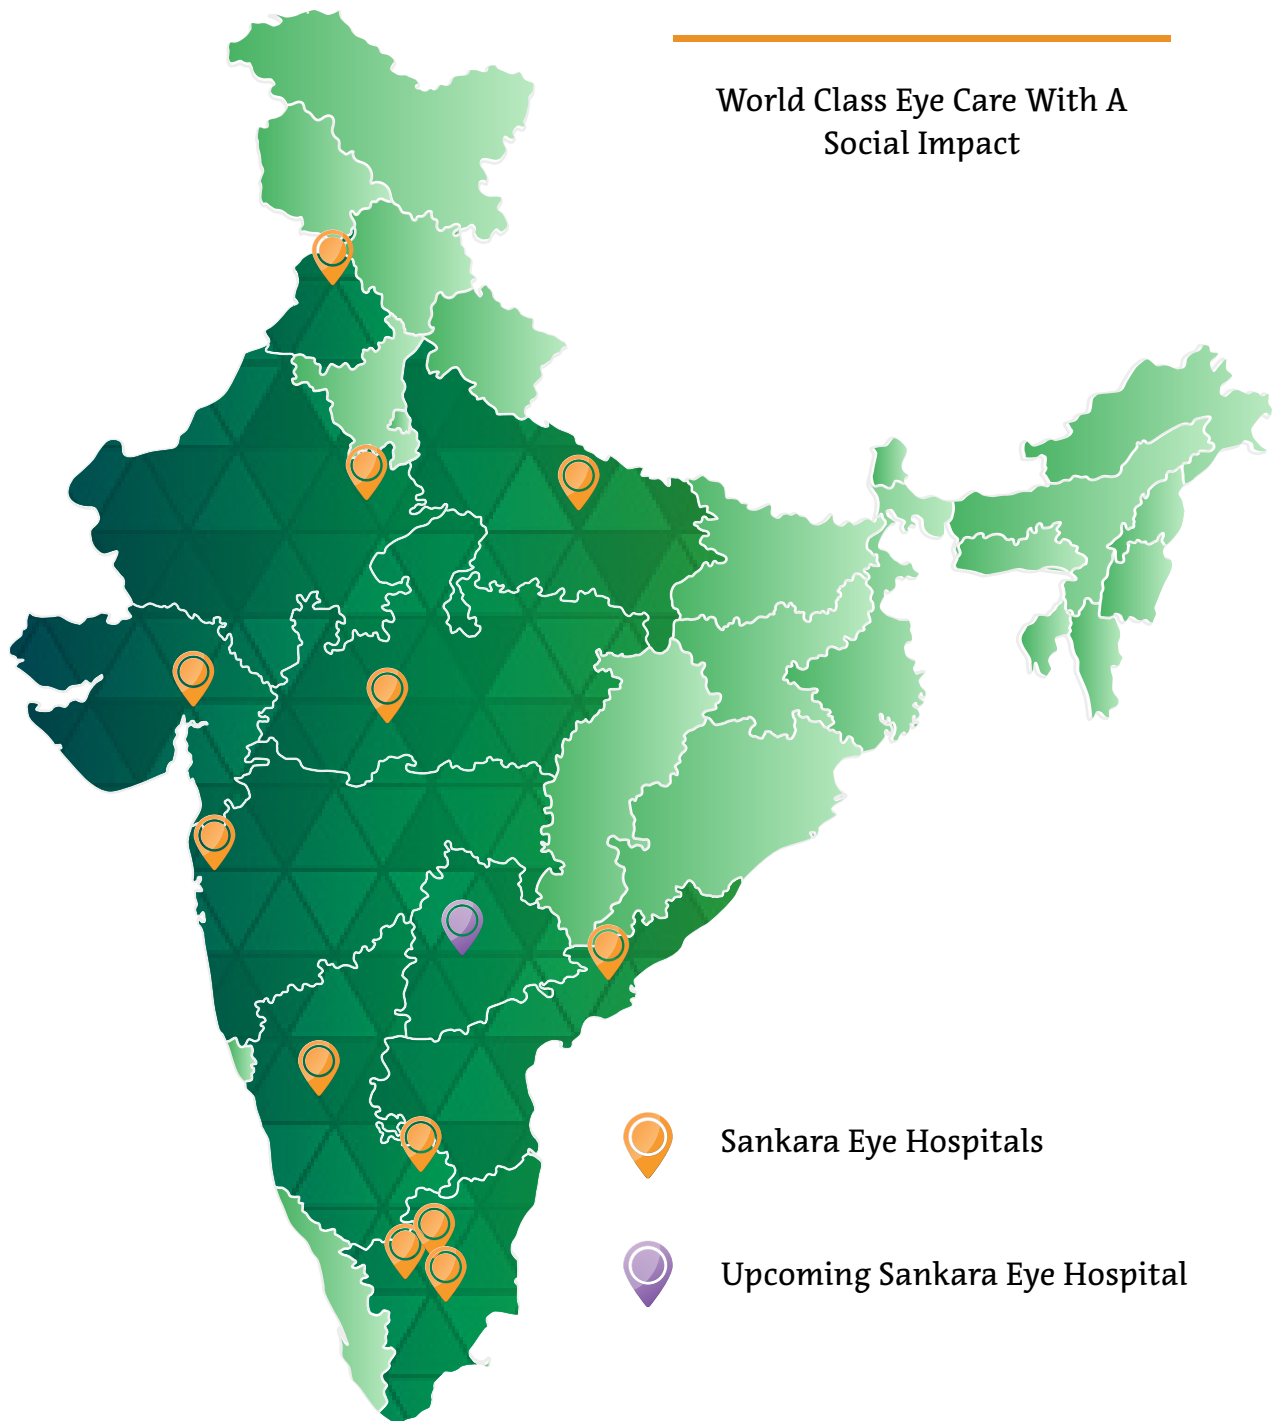 World Class Eye Care With A
Social Impact
Sankara Eye Hospitals
Upcoming Sankara Eye Hospital